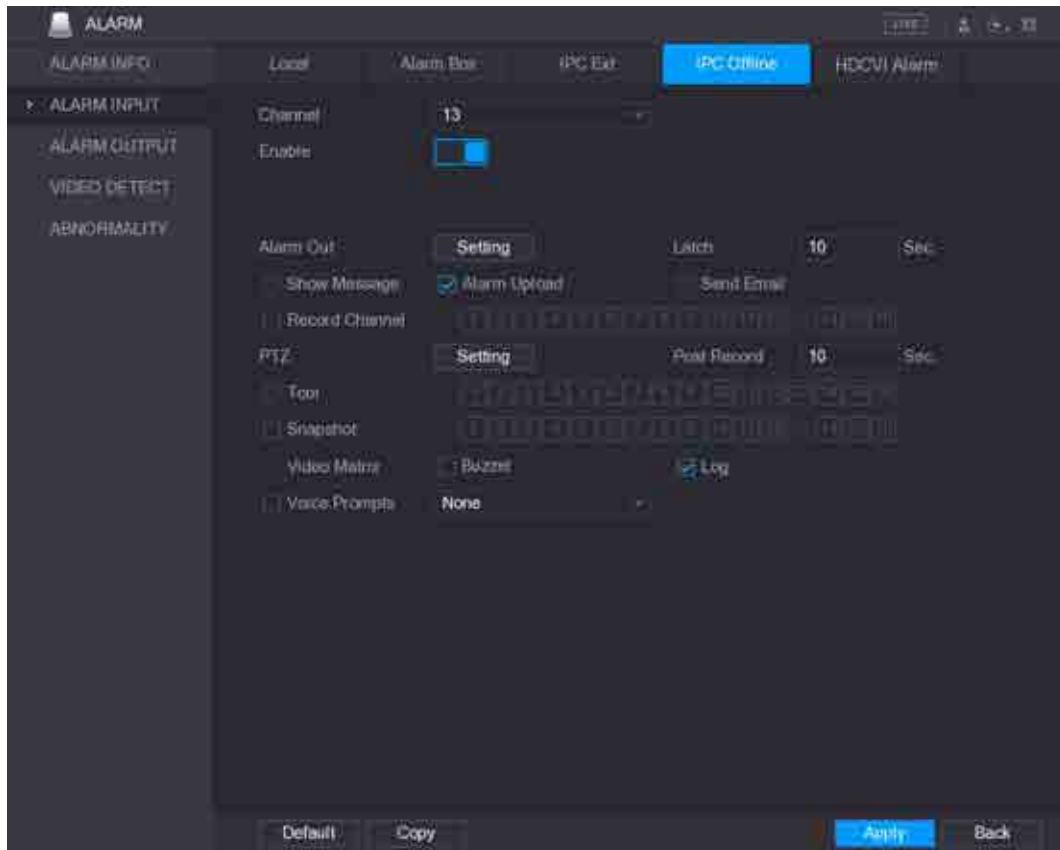 ALARM LIVE
ALARM INFO Local Alarm Box IPC Ext IPC Offline HDCVI Alarm
ALARM INPUT Channel 13
ALARM OUTPUT Enable
VIDEO DETECT
ABNORMALITY
Alarm Out Setting Latch 10 Sec.
Show Message Alarm Upload Send Email
Record Channel
PTZ Setting Post Record 10 Sec.
Tour
Snapshot
Video Matrix Buzzer Log
Voice Prompts None
Default Copy Apply Back